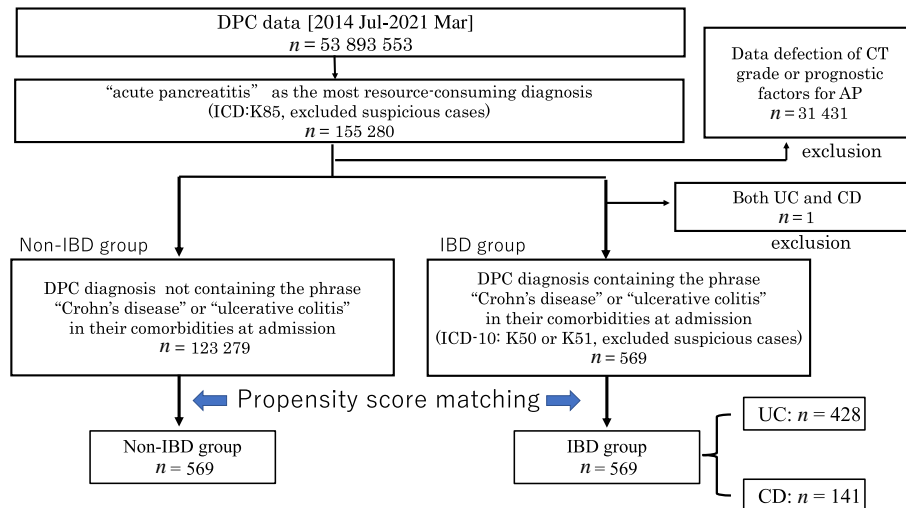 DPC data [2014 Jul-2021 Mar]
n = 53 893 553
Data defection of CT
grade or prognostic
factors for AP
n = 31 431
exclusion
"acute pancreatitis" as the most resource-consuming diagnosis
(ICD:K85, excluded suspicious cases)
n = 155 280
Both UC and CD
n = 1
exclusion
Non-IBD group
DPC diagnosis not containing the phrase
"Crohn's disease" or "ulcerative colitis"
in their comorbidities at admission
n = 123 279
IBD group
DPC diagnosis containing the phrase
"Crohn's disease" or "ulcerative colitis"
in their comorbidities at admission
(ICD-10: K50 or K51, excluded suspicious cases)
n = 569
Propensity score matching
Non-IBD group
n = 569
IBD group
n = 569
UC: n = 428
CD: n = 141